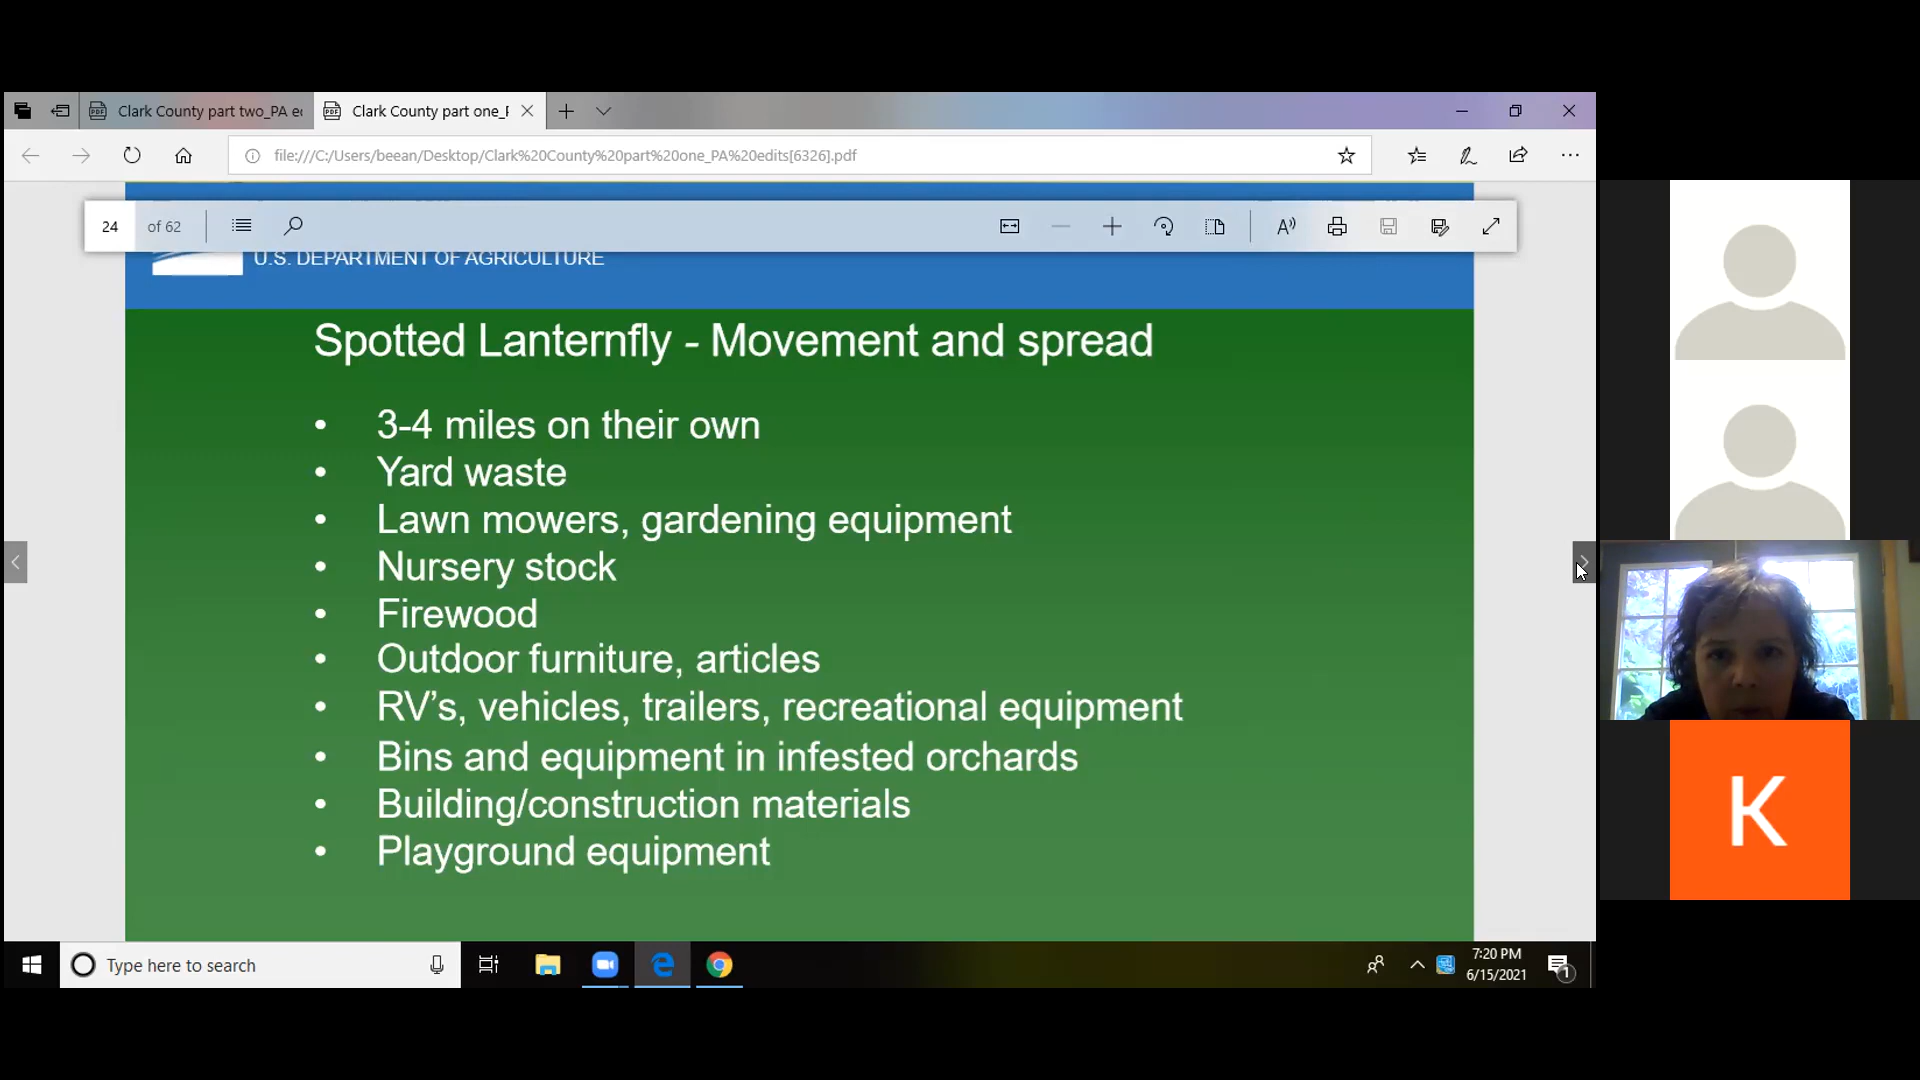 Clark County part two_PA ec
Clark County part one_F
file:///C:/Users/beean/Desktop/Clark%20County%20part%20one_PA%20edits[6326].pdf
24 of 62
U.S. DEPARTMENT OF AGRICULTURE
Spotted Lanternfly - Movement and spread
• 3-4 miles on their own
• Yard waste
• Lawn mowers, gardening equipment
• Nursery stock
• Firewood
• Outdoor furniture, articles
• RV's, vehicles, trailers, recreational equipment
• Bins and equipment in infested orchards
• Building/construction materials
• Playground equipment
K
Type here to search
7:20 PM
6/15/2021
1